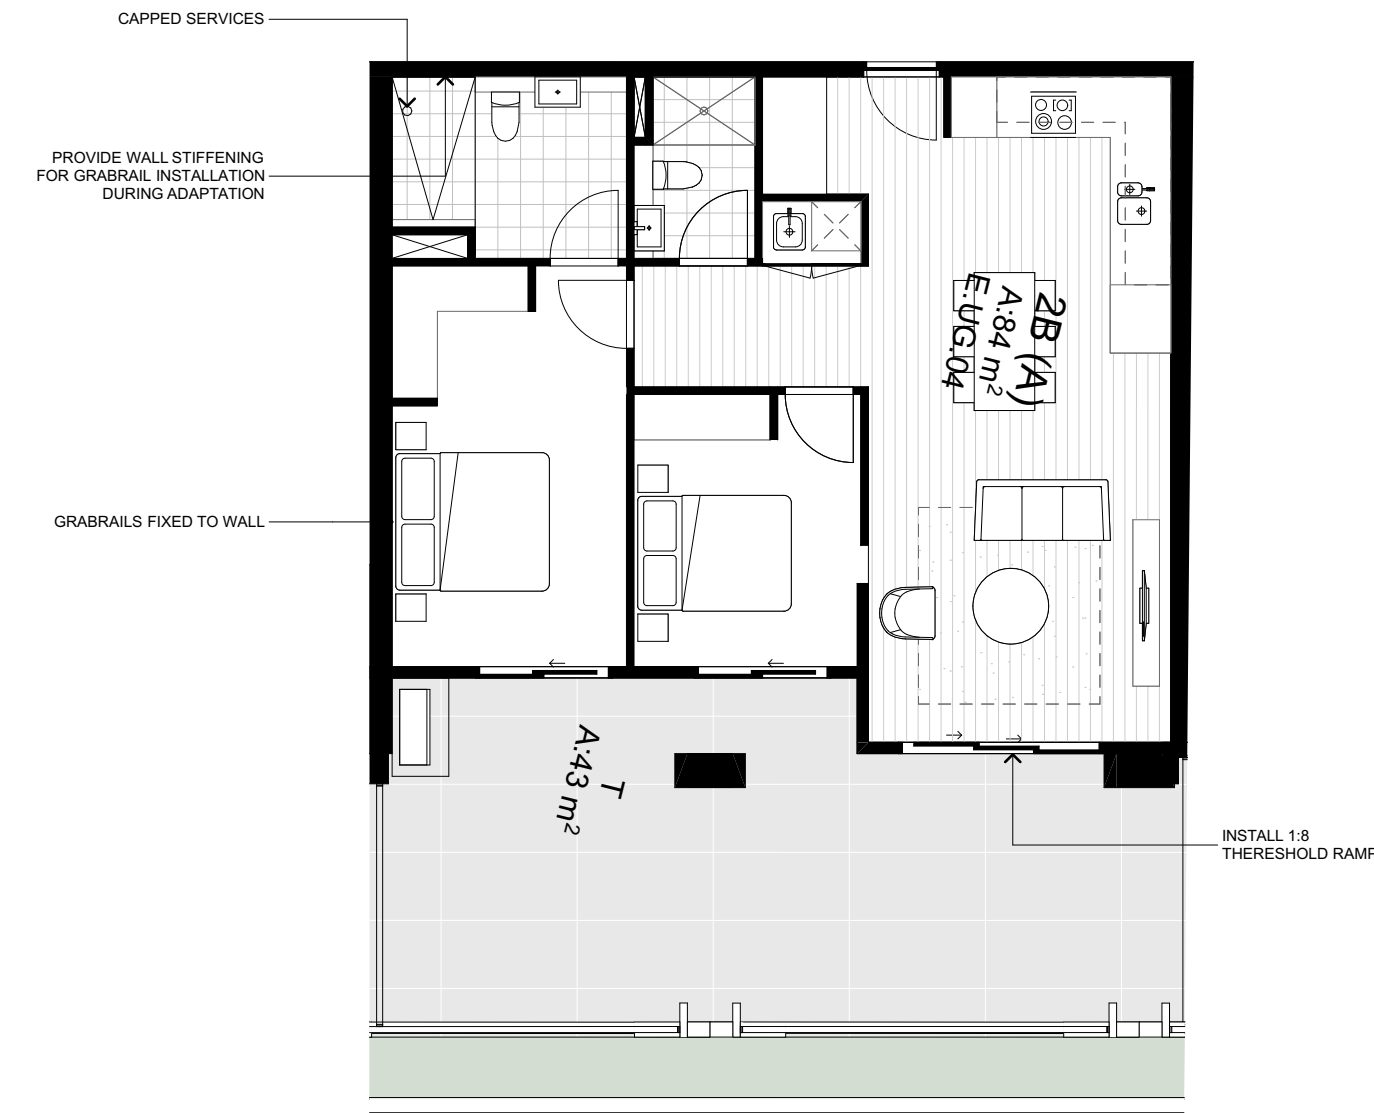 CAPPED SERVICES
PROVIDE WALL STIFFENING
FOR GRABRAIL INSTALLATION
DURING ADAPTATION
2B (A)
A:84 m²
E.UG.04
GRABRAILS FIXED TO WALL
T
A:43 m²
INSTALL 1:8
THERESHOLD RAMP